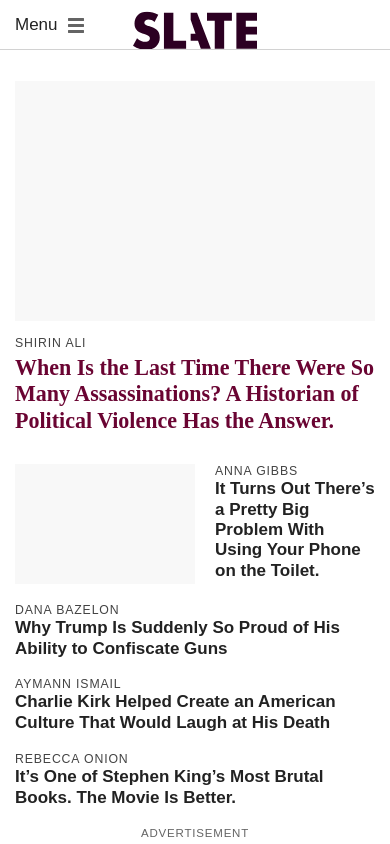 Menu
SLATE
SHIRIN ALI
When Is the Last Time There Were So
Many Assassinations? A Historian of
Political Violence Has the Answer.
ANNA GIBBS
It Turns Out There’s
a Pretty Big
Problem With
Using Your Phone
on the Toilet.
DANA BAZELON
Why Trump Is Suddenly So Proud of His
Ability to Confiscate Guns
AYMANN ISMAIL
Charlie Kirk Helped Create an American
Culture That Would Laugh at His Death
REBECCA ONION
It’s One of Stephen King’s Most Brutal
Books. The Movie Is Better.
ADVERTISEMENT